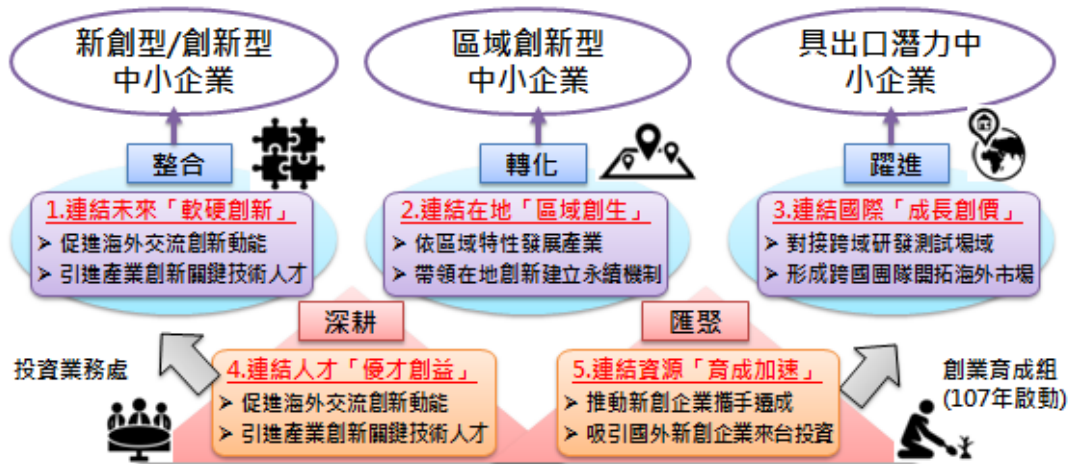 新創型/創新型
中小企業
區域創新型
中小企業
具出口潛力中
小企業
整合
轉化
躍進
1.連結未來「軟硬創新」
➢ 促進海外交流創新動能
➢ 引進產業創新關鍵技術人才
2.連結在地「區域創生」
➢ 依區域特性發展產業
➢ 帶領在地創新建立永續機制
3.連結國際「成長創價」
➢ 對接跨域研發測試場域
➢ 形成跨國團隊開拓海外市場
深耕
匯聚
投資業務處
4.連結人才「優才創益」
➢ 促進海外交流創新動能
➢ 引進產業創新關鍵技術人才
5.連結資源「育成加速」
➢ 推動新創企業攜手邁成
➢ 吸引國外新創企業來台投資
創業育成組
(107年啟動)